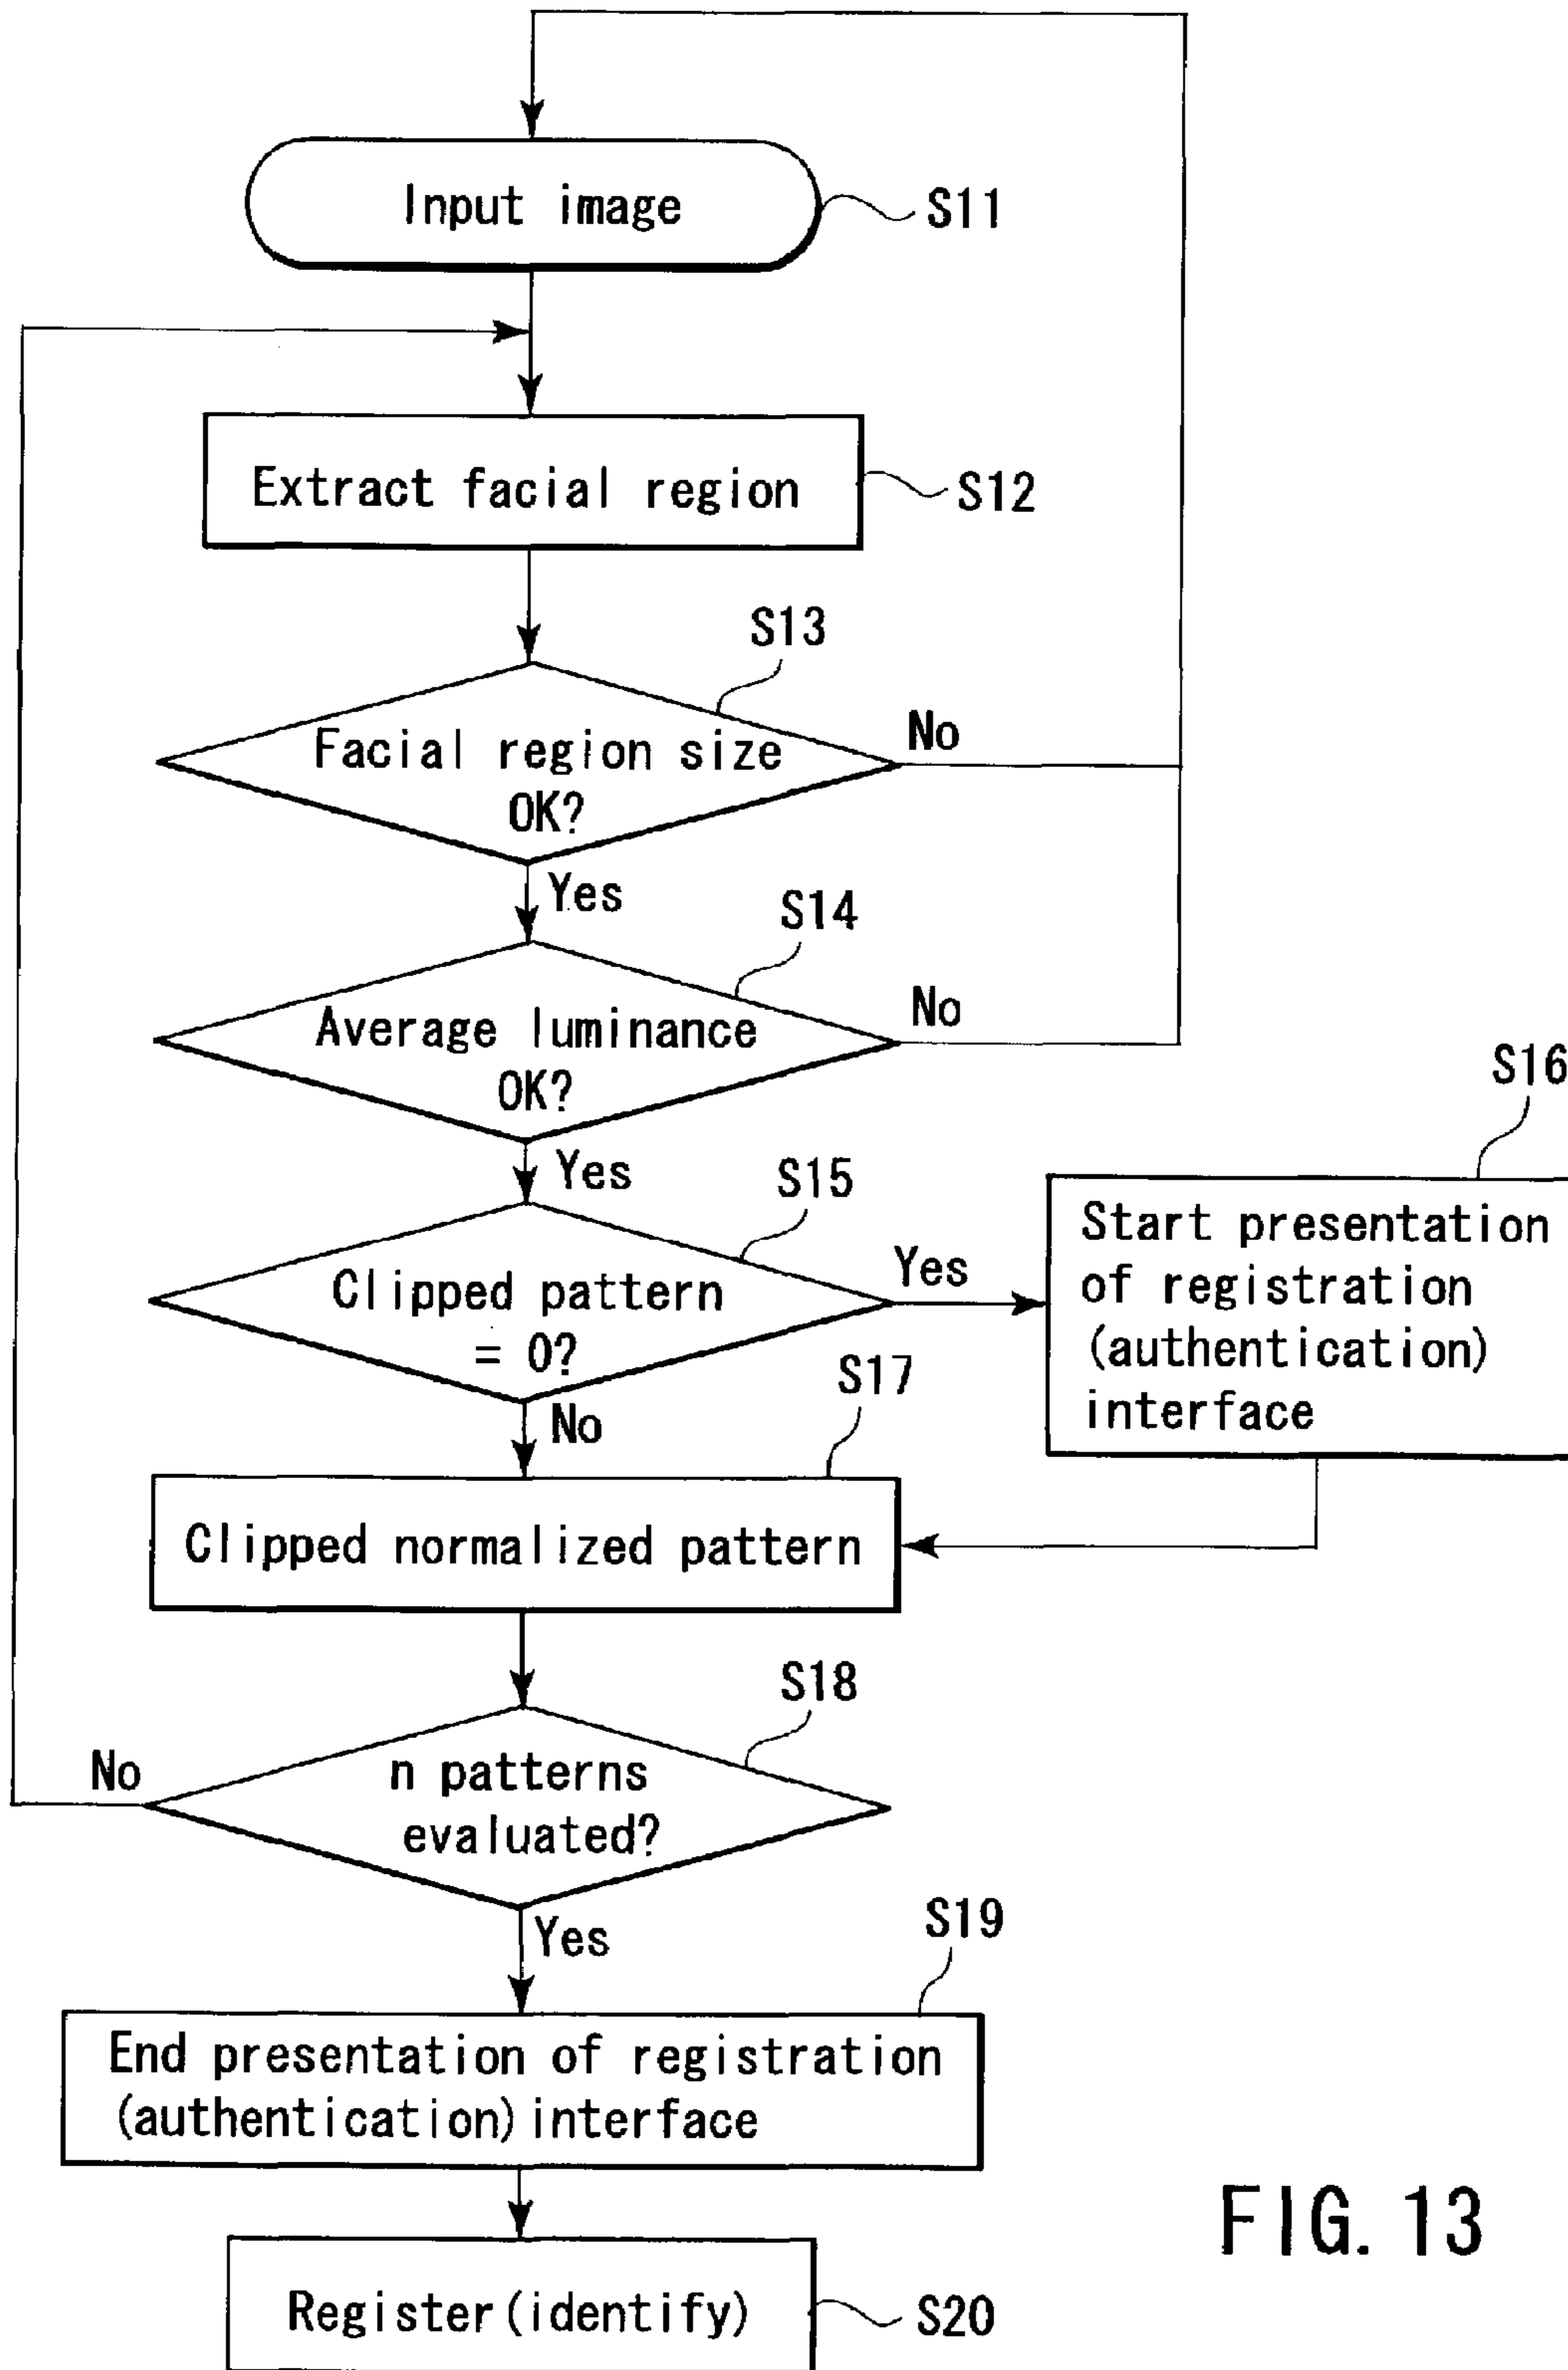 Input image
S11
Extract facial region
S12
S13
Facial region size
OK?
No
Yes
S14
Average luminance
OK?
No
Yes
S15
Clipped pattern
= 0?
Yes
S16
Start presentation
of registration
(authentication)
interface
No
S17
Clipped normalized pattern
S18
n patterns
evaluated?
No
Yes
S19
End presentation of registration
(authentication) interface
Register (identify)
S20
FIG. 13